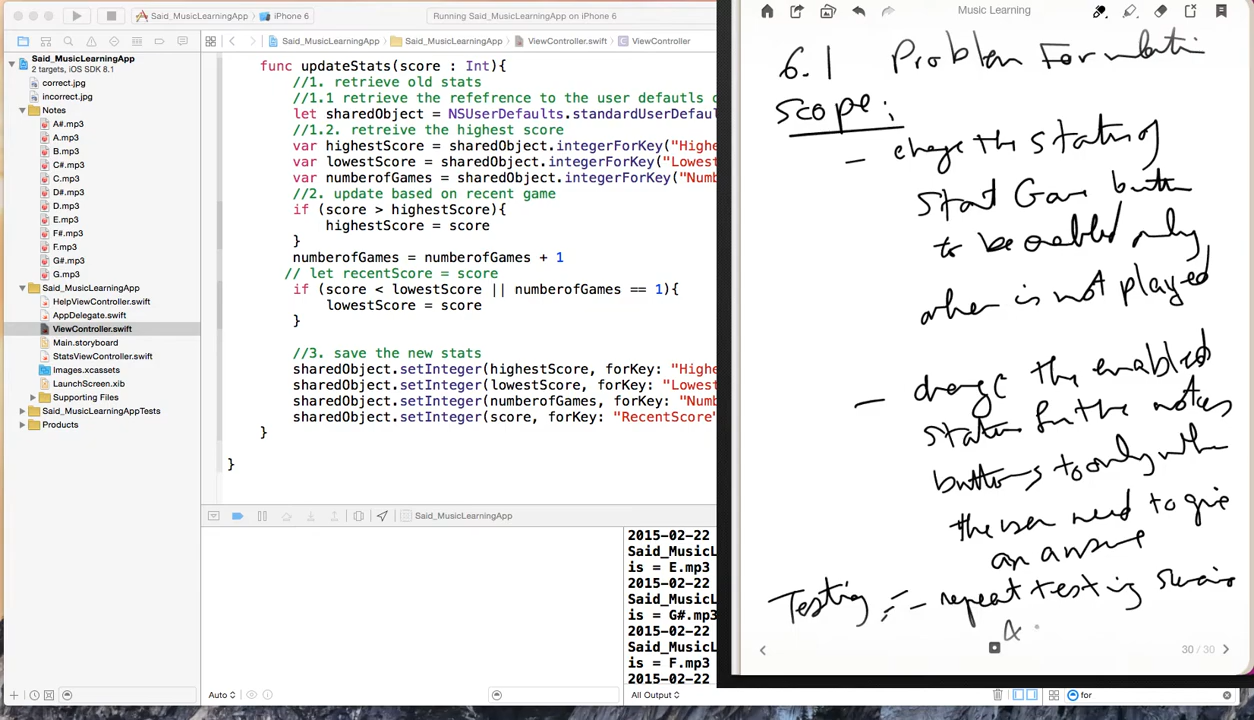 Said_MusicLearningApp
iPhone 6
Running Said_MusicLearningApp on iPhone 6
Said_MusicLearningApp
2 targets, iOS SDK 8.1
correct.jpg
incorrect.jpg
Notes
A#.mp3
A.mp3
B.mp3
C#.mp3
C.mp3
D#.mp3
D.mp3
E.mp3
F#.mp3
F.mp3
G#.mp3
G.mp3
Said_MusicLearningApp
HelpViewController.swift
AppDelegate.swift
ViewController.swift
Main.storyboard
StatsViewController.swift
Images.xcassets
LaunchScreen.xib
Supporting Files
Said_MusicLearningAppTests
Products
Said_MusicLearningApp
Said_MusicLearningApp
ViewController.swift
ViewController
func updateStats(score : Int){
//1. retrieve old stats
//1.1 retrieve the refefrence to the user defautls
let sharedObject = NSUserDefaults.standardUserDefau
//1.2. retreive the highest score
var highestScore = sharedObject.integerForKey("Highe
var lowestScore = sharedObject.integerForKey("Lowest
var numberofGames = sharedObject.integerForKey("Numb
//2. update based on recent game
if (score > highestScore){
highestScore = score
}
numberofGames = numberofGames + 1
// let recentScore = score
if (score < lowestScore || numberofGames == 1){
lowestScore = score
}
//3. save the new stats
sharedObject.setInteger(highestScore, forKey: "Highe
sharedObject.setInteger(lowestScore, forKey: "Lowest
sharedObject.setInteger(numberofGames, forKey: "Numb
sharedObject.setInteger(score, forKey: "RecentScore"
}
}
Said_MusicLearningApp
2015-02-22
Said_MusicL
is = E.mp3
2015-02-22
Said_MusicL
is = G#.mp3
2015-02-22
Said_MusicL
is = F.mp3
2015-02-22
Auto
All Output
for
Music Learning
6.1 Problem Formulati
Scope:
- change the status of
Start Game button
to be enabled only
when is not played
- change the enabled
status for the notes
buttons to only when
the user need to give
an answer
Testing :- - repeat testing
4
30 / 30